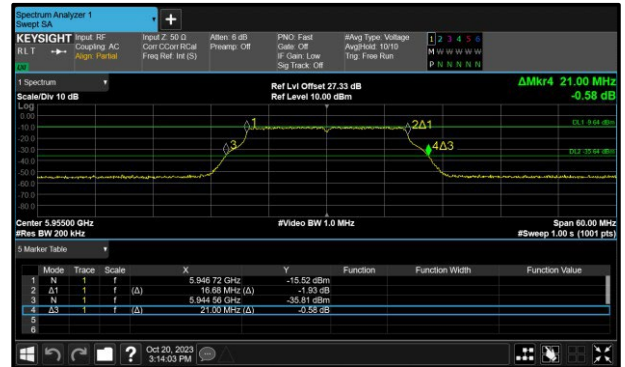 Spectrum Analyzer 1
Swept SA
+
KEYSIGHT Input: RF Input Z: 50 Ω Atten: 6 dB PNO: Fast #Avg Type: Voltage 1 2 3 4 5 6
RLT Coupling: AC Corr CCorr RCal Preamp: Off Gate: Off Avg|Hold: 10/10 M W W W W W
Align: Partial Freq Ref: Int (S) IF Gain: Low Trig: Free Run
Sig Track: Off P N N N N N
1 Spectrum
Ref Lvl Offset 27.33 dB ΔMkr4 21.00 MHz
Scale/Div 10 dB Ref Level 10.00 dBm -0.58 dB
Log
0.00
-10.0
-20.0
-30.0
-40.0
-50.0
-60.0
-70.0
-80.0
1
2Δ1
DL1 -9.64 dBm
3
4Δ3
DL2 -35.64 dBm
Center 5.95500 GHz #Video BW 1.0 MHz Span 60.00 MHz
#Res BW 200 kHz #Sweep 1.00 s (1001 pts)
5 Marker Table
Mode Trace Scale X Y Function Function Width Function Value
1 N 1 f 5.946 72 GHz -15.52 dBm
2 Δ1 1 f (Δ) 16.68 MHz (Δ) -1.93 dB
3 N 1 f 5.944 56 GHz -35.81 dBm
4 Δ3 1 f (Δ) 21.00 MHz (Δ) -0.58 dB
5
6
?
Oct 20, 2023
3:14:03 PM